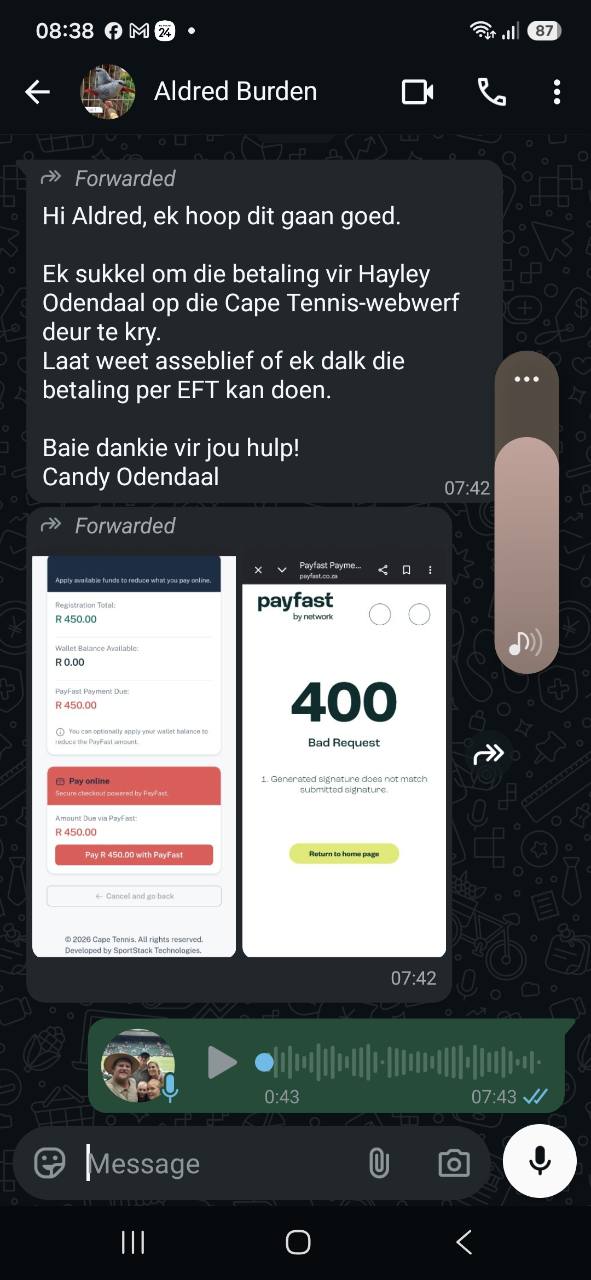 08:38
24
87
Aldred Burden
Forwarded
Hi Aldred, ek hoop dit gaan goed.
Ek sukkel om die betaling vir Hayley
Odendaal op die Cape Tennis-webwerf
deur te kry.
Laat weet asseblief of ek dalk die
betaling per EFT kan doen.
Baie dankie vir jou hulp!
Candy Odendaal
07:42
Forwarded
Apply available funds to reduce what you pay online.
Registration Total:
R 450.00
Wallet Balance Available:
R 0.00
PayFast Payment Due:
R 450.00
You can optionally apply your wallet balance to
reduce the PayFast amount.
Pay online
Secure checkout powered by PayFast.
Amount Due via PayFast:
R 450.00
Pay R 450.00 with PayFast
← Cancel and go back
© 2026 Cape Tennis. All rights reserved.
Developed by SportStack Technologies.
Payfast Payme...
payfast.co.za
payfast
by network
400
Bad Request
1. Generated signature does not match
submitted signature.
Return to home page
07:42
0:43
07:43
Message